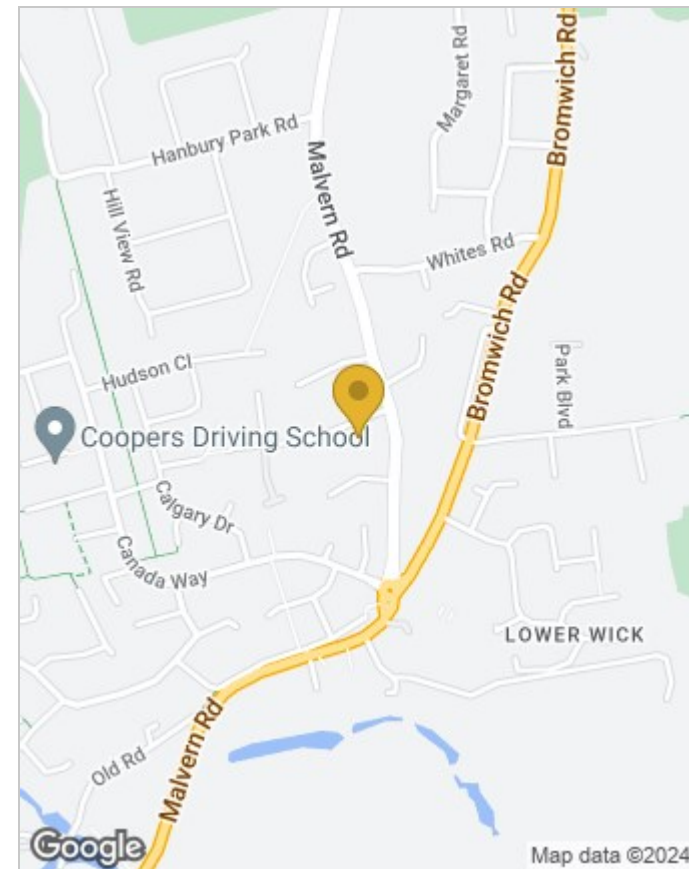 Bromwich Rd
Margaret Rd
Hanbury Park Rd
Malvern Rd
Hill View Rd
Whites Rd
Bromwich Rd
Park Blvd
Hudson Cl
Coopers Driving School
Calgary Dr
Canada Way
LOWER WICK
Malvern Rd
Old Rd
Google
Map data ©2024